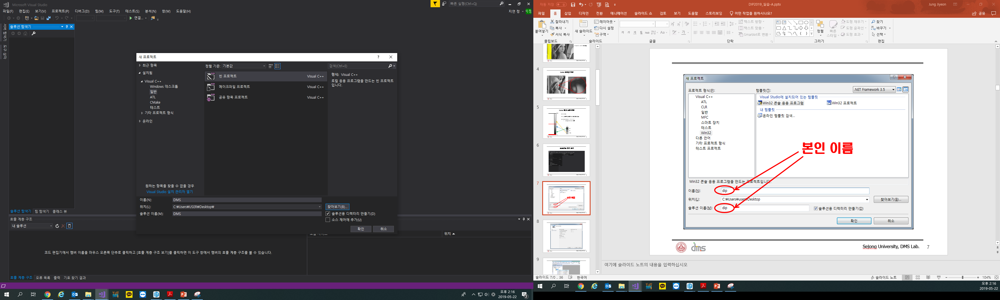 Microsoft Visual Studio
빠른 실행(Ctrl+Q)
파일(F) 편집(E) 보기(V) 프로젝트(P) 디버그(D) 팀(M) 도구(T) 테스트(S) 분석(N) 창(W) 도움말(H)
지연 정
지정
연결...
서버 탐색기
도구 상자
솔루션 탐색기
새 프로젝트
최근 항목
설치됨
Visual C++
Windows 데스크톱
일반
ATL
CMake
테스트
기타 프로젝트 형식
온라인
정렬 기준: 기본값
검색(Ctrl+E)
빈 프로젝트 Visual C++
메이크파일 프로젝트 Visual C++
공유 항목 프로젝트 Visual C++
형식: Visual C++
로컬 응용 프로그램을 만드는 빈 프로젝트
입니다.
원하는 항목을 찾을 수 없을 경우
Visual Studio 설치 관리자 열기
이름(N): DMS
위치(L): C:₩Users₩USER₩Desktop₩ 찾아보기(B)...
솔루션 이름(M): DMS
솔루션용 디렉터리 만들기(D)
소스 제어에 추가(U)
확인 취소
솔루션 탐색기 팀 탐색기 클래스 뷰
호출 계층 구조
내 솔루션
위치
코드 편집기에서 멤버 이름을 마우스 오른쪽 단추로 클릭하고 [호출 계층 구조 보기]를 클릭하면 이 도구 창에서 멤버의 호출 계층 구조를 볼 수 있습니다.
호출 계층 구조 오류 목록 출력 기호 찾기 결과
오후 2:16
2019-05-22
2
자동 저장
DIP2019_실습-A.pptx
Jung Jiyeon
파일 홈 삽입 디자인 전환 애니메이션 슬라이드 쇼 검토 보기 도움말 스토리보딩 어떤 작업을 원하시나요?
공유
붙여넣기
잘라내기
복사
서식 복사
클립보드
새 슬라이드
레이아웃
다시 설정
구역
슬라이드
글꼴
텍스트 방향
텍스트 맞춤
SmartArt로 변환
단락
정렬
빠른
스타일
도형 채우기
도형 윤곽선
도형 효과
그리기
찾기
바꾸기
선택
편집
4
5
6
7
8
9
새 프로젝트
프로젝트 형식(P):
템플릿(T):
.NET Framework 3.5
Visual C++
ATL
CLR
일반
MFC
스마트 장치
테스트
Win32
다른 언어
기타 프로젝트 형식
테스트 프로젝트
Visual Studio에 설치되어 있는 템플릿
Win32 콘솔 응용 프로그램 Win32 프로젝트
내 템플릿
온라인 템플릿 검색...
본인 이름
Win32 콘솔 응용 프로그램을 만드는 프로젝트입니다.
이름(N): dip
위치(L): C:₩Users₩user₩Desktop 찾아보기(B)...
솔루션 이름(M): dip 솔루션용 디렉터리 만들기(D)
확인 취소
dms
Sejong University, DMS Lab. 7
여기에 슬라이드 노트의 내용을 입력하십시오
슬라이드 7/0 .. 36 한국어
슬라이드 노트
104%
오후 2:16
2019-05-22